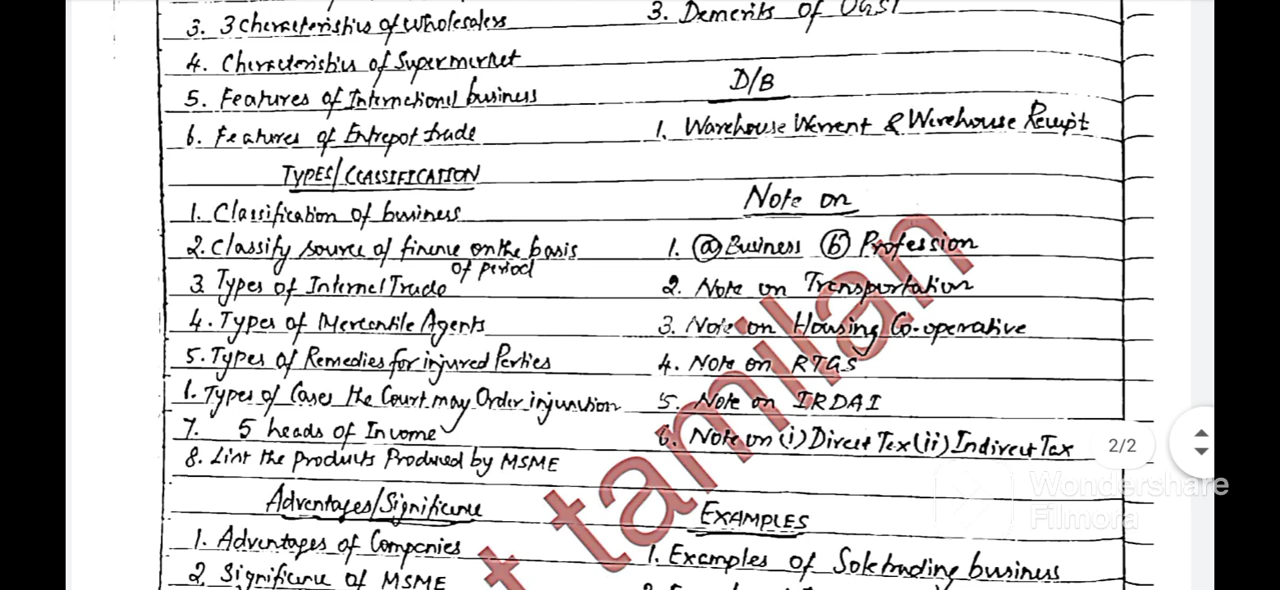 3. 3 Characteristics of Wholesalers
4. Characteristics of Supermarket
5. Features of International business
6. Features of Entrepot trade
TYPES/CLASSIFICATION
1. Classification of business
2. Classify source of finance on the basis
of period
3. Types of Internal Trade
4. Types of Mercantile Agents
5. Types of Remedies for injured Parties
6. Types of Cases the Court may Order injunction
7. 5 heads of Income
8. List the Products Produced by MSME
Advantages/Significance
1. Advantages of Companies
2. Significance of MSME
3. Demerits of OGST
D/B
1. Warehouse Warrent & Warehouse Receipt
Note on
1. (a) Business (b) Profession
2. Note on Transportation
3. Note on Housing Co-operative
4. Note on RTGS
5. Note on IRDAI
6. Note on (i) Direct Tax (ii) Indirect Tax
EXAMPLES
1. Examples of Sole trading business
t tamilan
2/2
Wondershare
Filmora